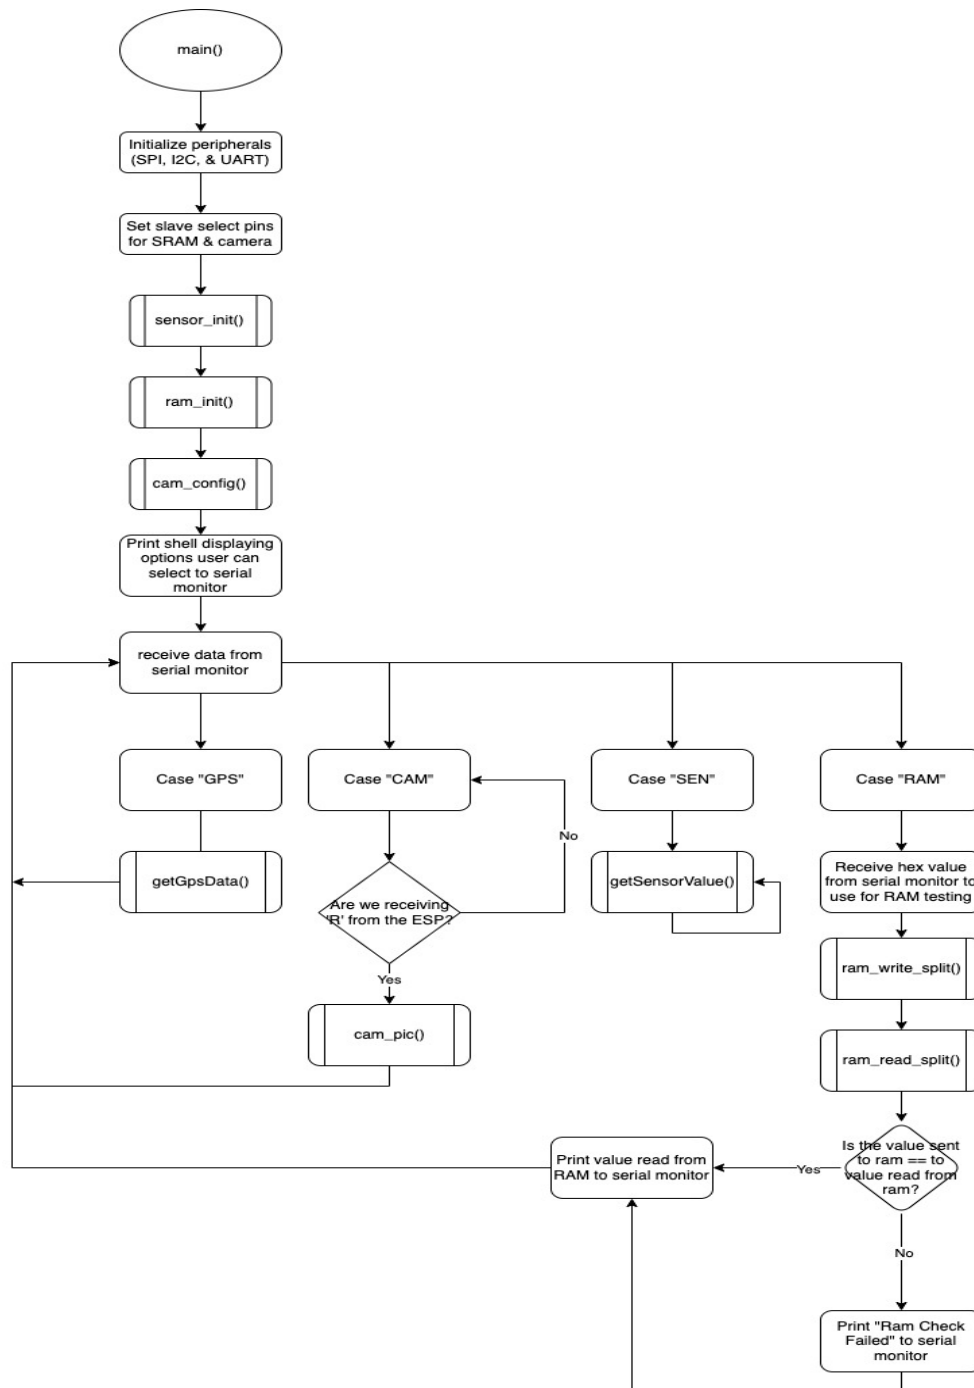 main()
Initialize peripherals
(SPI, I2C, & UART)
Set slave select pins
for SRAM & camera
sensor_init()
ram_init()
cam_config()
Print shell displaying
options user can
select to serial
monitor
receive data from
serial monitor
Case "GPS"
Case "CAM"
Case "SEN"
Case "RAM"
No
getGpsData()
Are we receiving
'R' from the ESP?
getSensorValue()
Receive hex value
from serial monitor to
use for RAM testing
Yes
cam_pic()
ram_write_split()
ram_read_split()
Is the value sent
to ram == to
value read from
ram?
Yes
Print value read from
RAM to serial monitor
No
Print "Ram Check
Failed" to serial
monitor